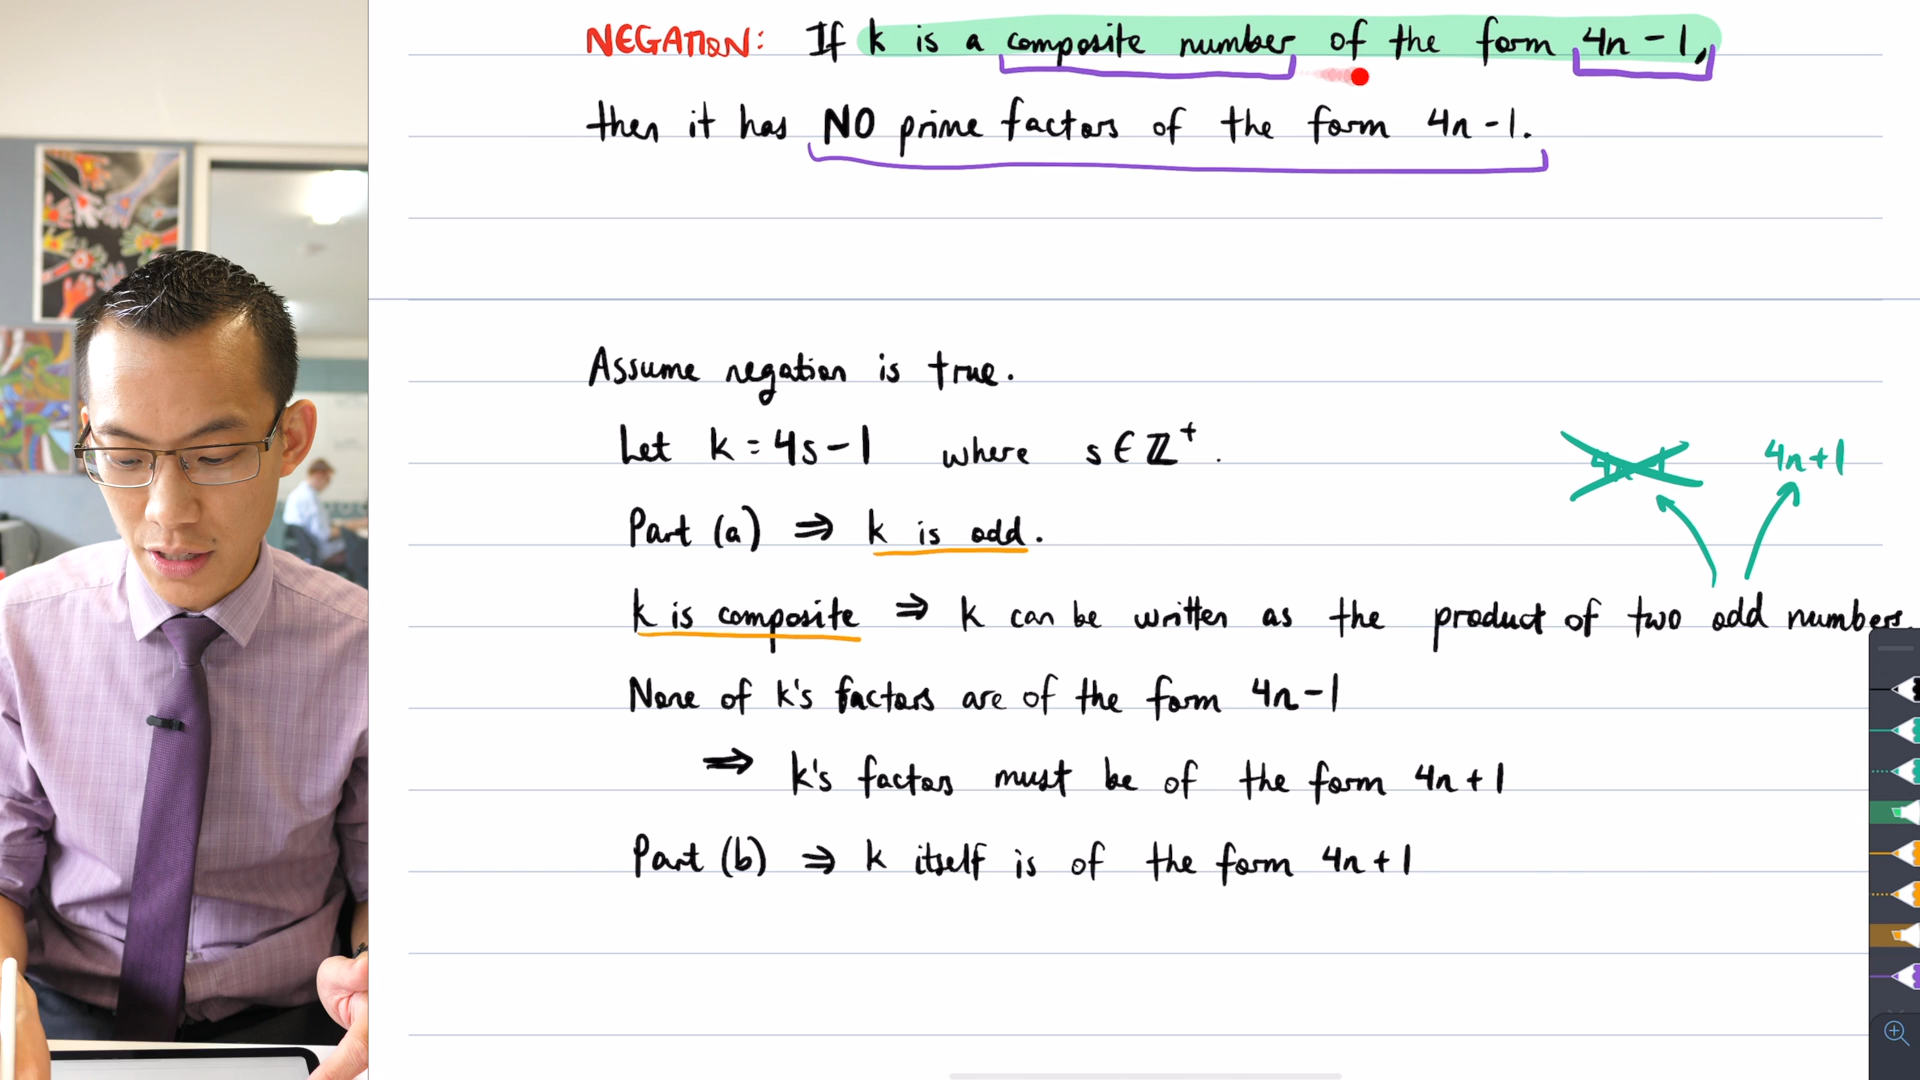 NEGATION: If k is a composite number of the form 4n - 1,
then it has NO prime factors of the form 4n - 1.
Assume negation is true.
Let k = 4s - 1 where s ∈ ℤ⁺.
4n+1
Part (a) ⇒ k is odd.
k is composite ⇒ k can be written as the product of two odd numbers.
None of k's factors are of the form 4n - 1
⇒ k's factors must be of the form 4n + 1
Part (b) ⇒ k itself is of the form 4n + 1